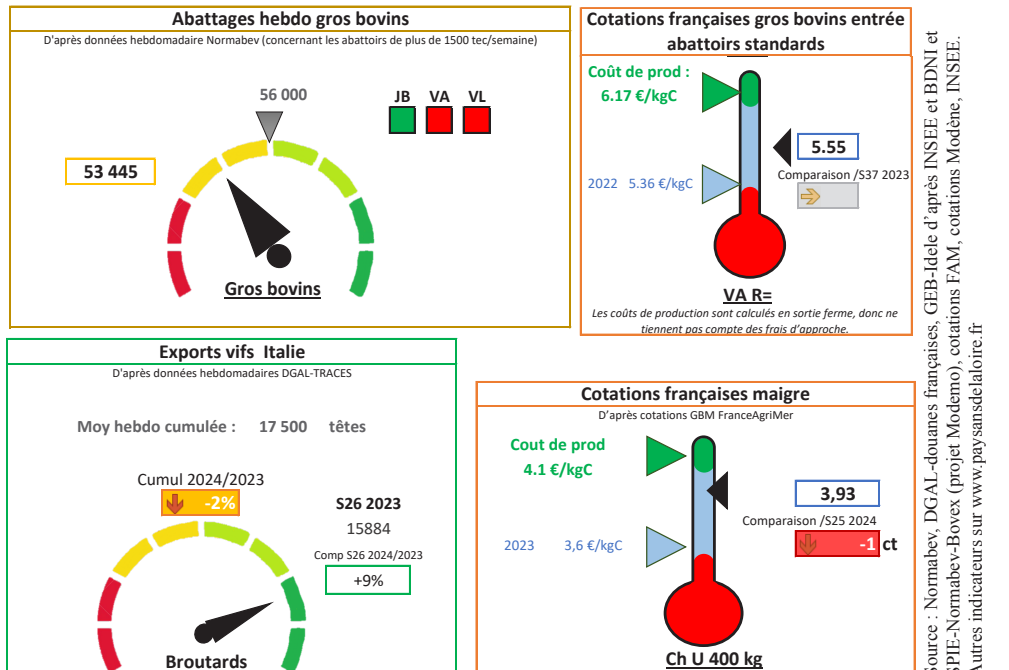 Abattages hebdo gros bovins
D'après données hebdomadaire Normabev (concernant les abattoirs de plus de 1500 tec/semaine)
56 000
JB VA VL
53 445
Gros bovins
Cotations françaises gros bovins entrée
abattoirs standards
Coût de prod :
6.17 €/kgC
5.55
Comparaison /S37 2023
2022 5.36 €/kgC
VA R=
Les coûts de production sont calculés en sortie ferme, donc ne
tiennent pas compte des frais d'approche.
Exports vifs Italie
D'après données hebdomadaires DGAL-TRACES
Moy hebdo cumulée : 17 500 têtes
Cumul 2024/2023
-2%
S26 2023
15884
Comp S26 2024/2023
+9%
Broutards
Cotations françaises maigre
D'après cotations GBM FranceAgriMer
Cout de prod
4.1 €/kgC
3,93
Comparaison /S25 2024
-1 ct
2023 3,6 €/kgC
Ch U 400 kg
Source : Normabev, DGAL-douanes françaises, GEB-Idele d'après INSEE et BDNI et
SPIE-Normabev-Bovex (projet Modemo), cotations FAM, cotations Modène, INSEE.
Autres indicateurs sur www.paysansdelaloire.fr